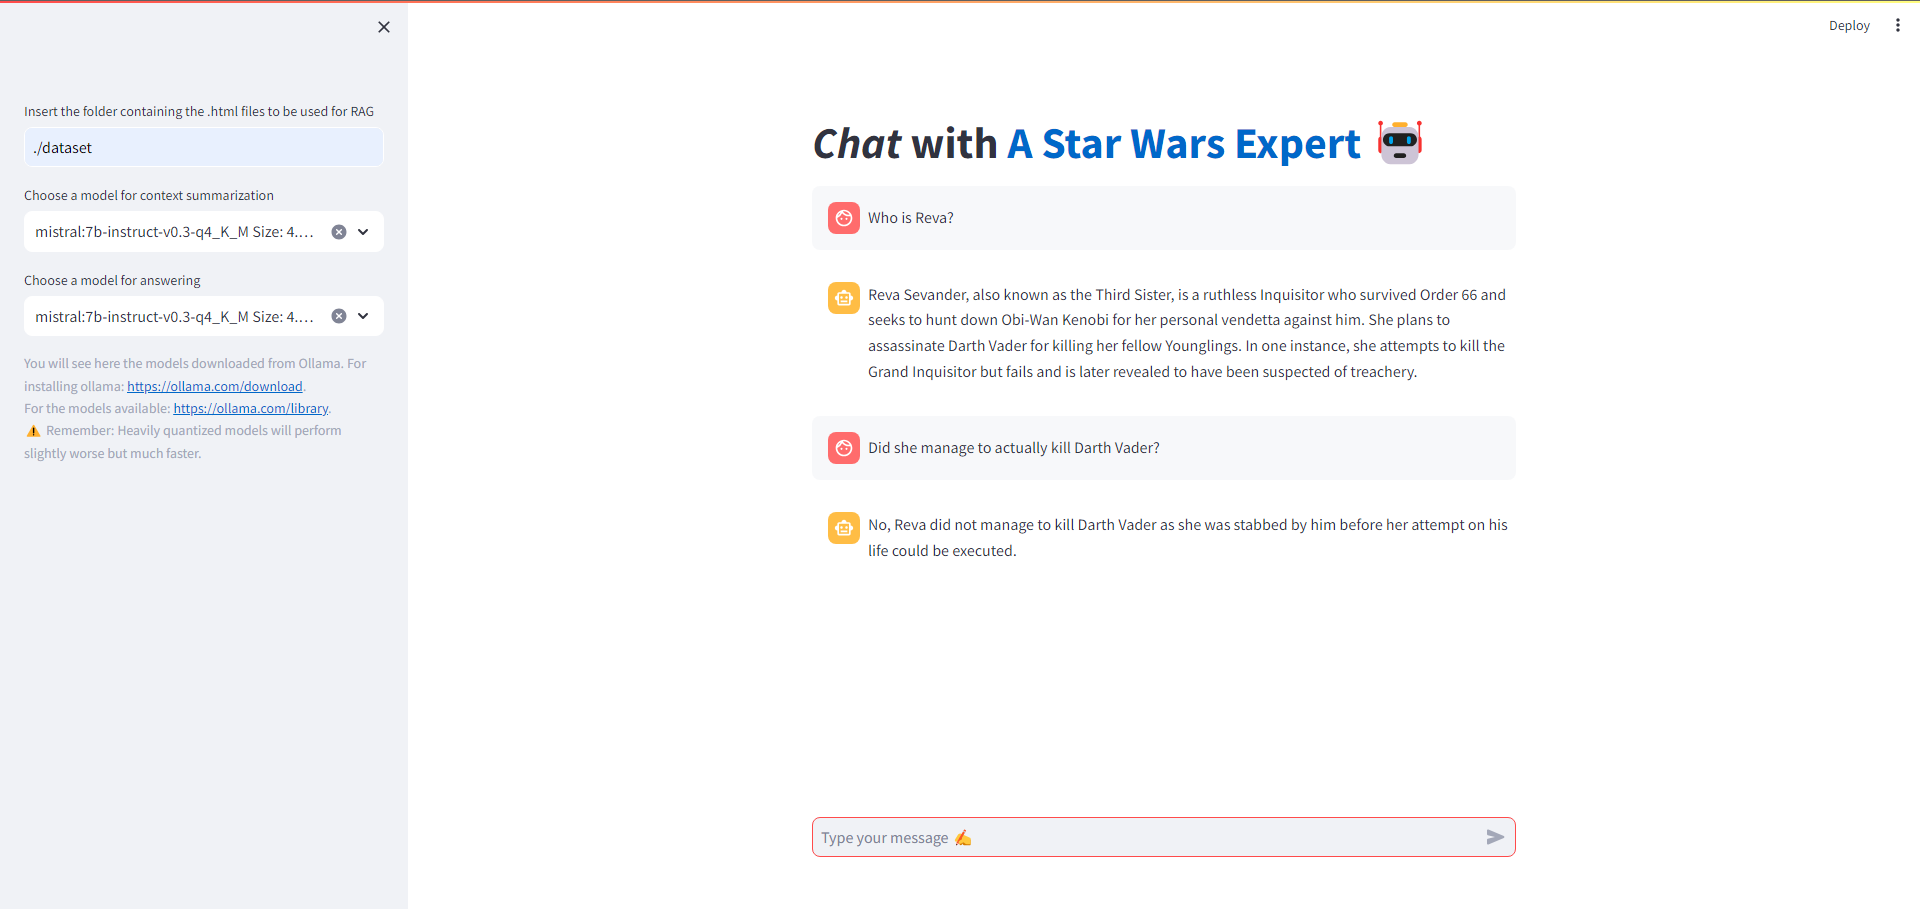 Deploy
Insert the folder containing the .html files to be used for RAG
./dataset
Choose a model for context summarization
mistral:7b-instruct-v0.3-q4_K_M Size: 4.…
Choose a model for answering
mistral:7b-instruct-v0.3-q4_K_M Size: 4.…
You will see here the models downloaded from Ollama. For
installing ollama: https://ollama.com/download.
For the models available: https://ollama.com/library.
⚠️ Remember: Heavily quantized models will perform
slightly worse but much faster.
Chat with A Star Wars Expert 🤖
Who is Reva?
Reva Sevander, also known as the Third Sister, is a ruthless Inquisitor who survived Order 66 and
seeks to hunt down Obi-Wan Kenobi for her personal vendetta against him. She plans to
assassinate Darth Vader for killing her fellow Younglings. In one instance, she attempts to kill the
Grand Inquisitor but fails and is later revealed to have been suspected of treachery.
Did she manage to actually kill Darth Vader?
No, Reva did not manage to kill Darth Vader as she was stabbed by him before her attempt on his
life could be executed.
Type your message ✍️